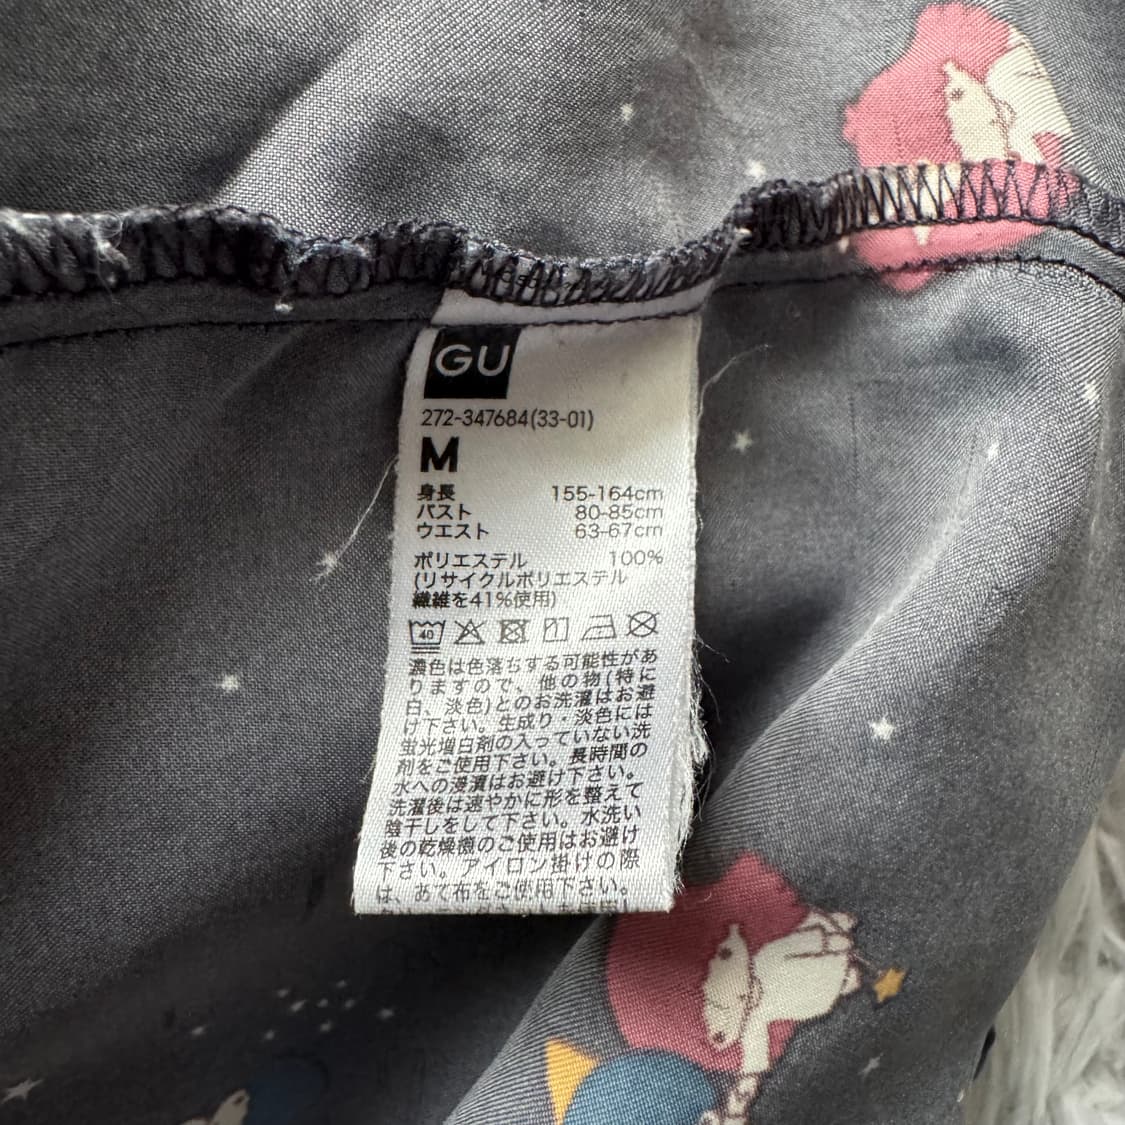 GU
272-347684(33-01)
M
身長 155-164cm
バスト 80-85cm
ウエスト 63-67cm
ポリエステル 100%
(リサイクルポリエステル
繊維を41%使用)
40
濃色は色落ちする可能性があ
りますので、他の物(特に
白、淡色)とのお洗濯はお避
け下さい。生成り・淡色には
蛍光増白剤の入っていない洗
剤をご使用下さい。長時間の
水への浸漬はお避け下さい。
洗濯後は速やかに形を整えて
陰干しをして下さい。水洗い
後の乾燥機のご使用はお避け
下さい。アイロン掛けの際
は、あて布をご使用下さい。